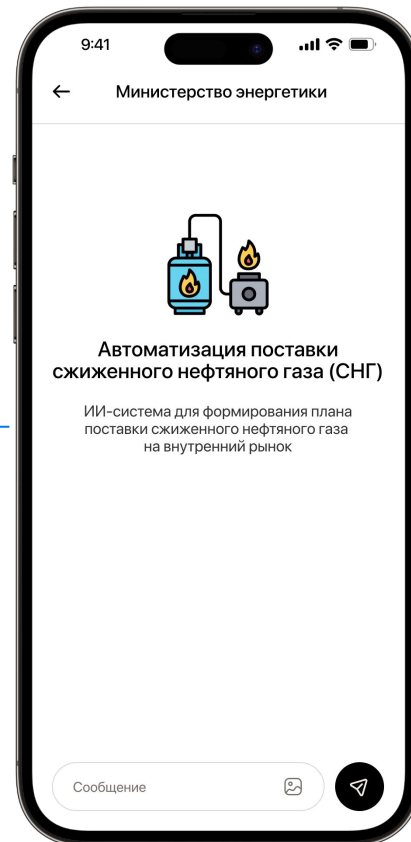 9:41
Министерство энергетики
Автоматизация поставки
сжиженного нефтяного газа (СНГ)
ИИ-система для формирования плана
поставки сжиженного нефтяного газа
на внутренний рынок
Сообщение